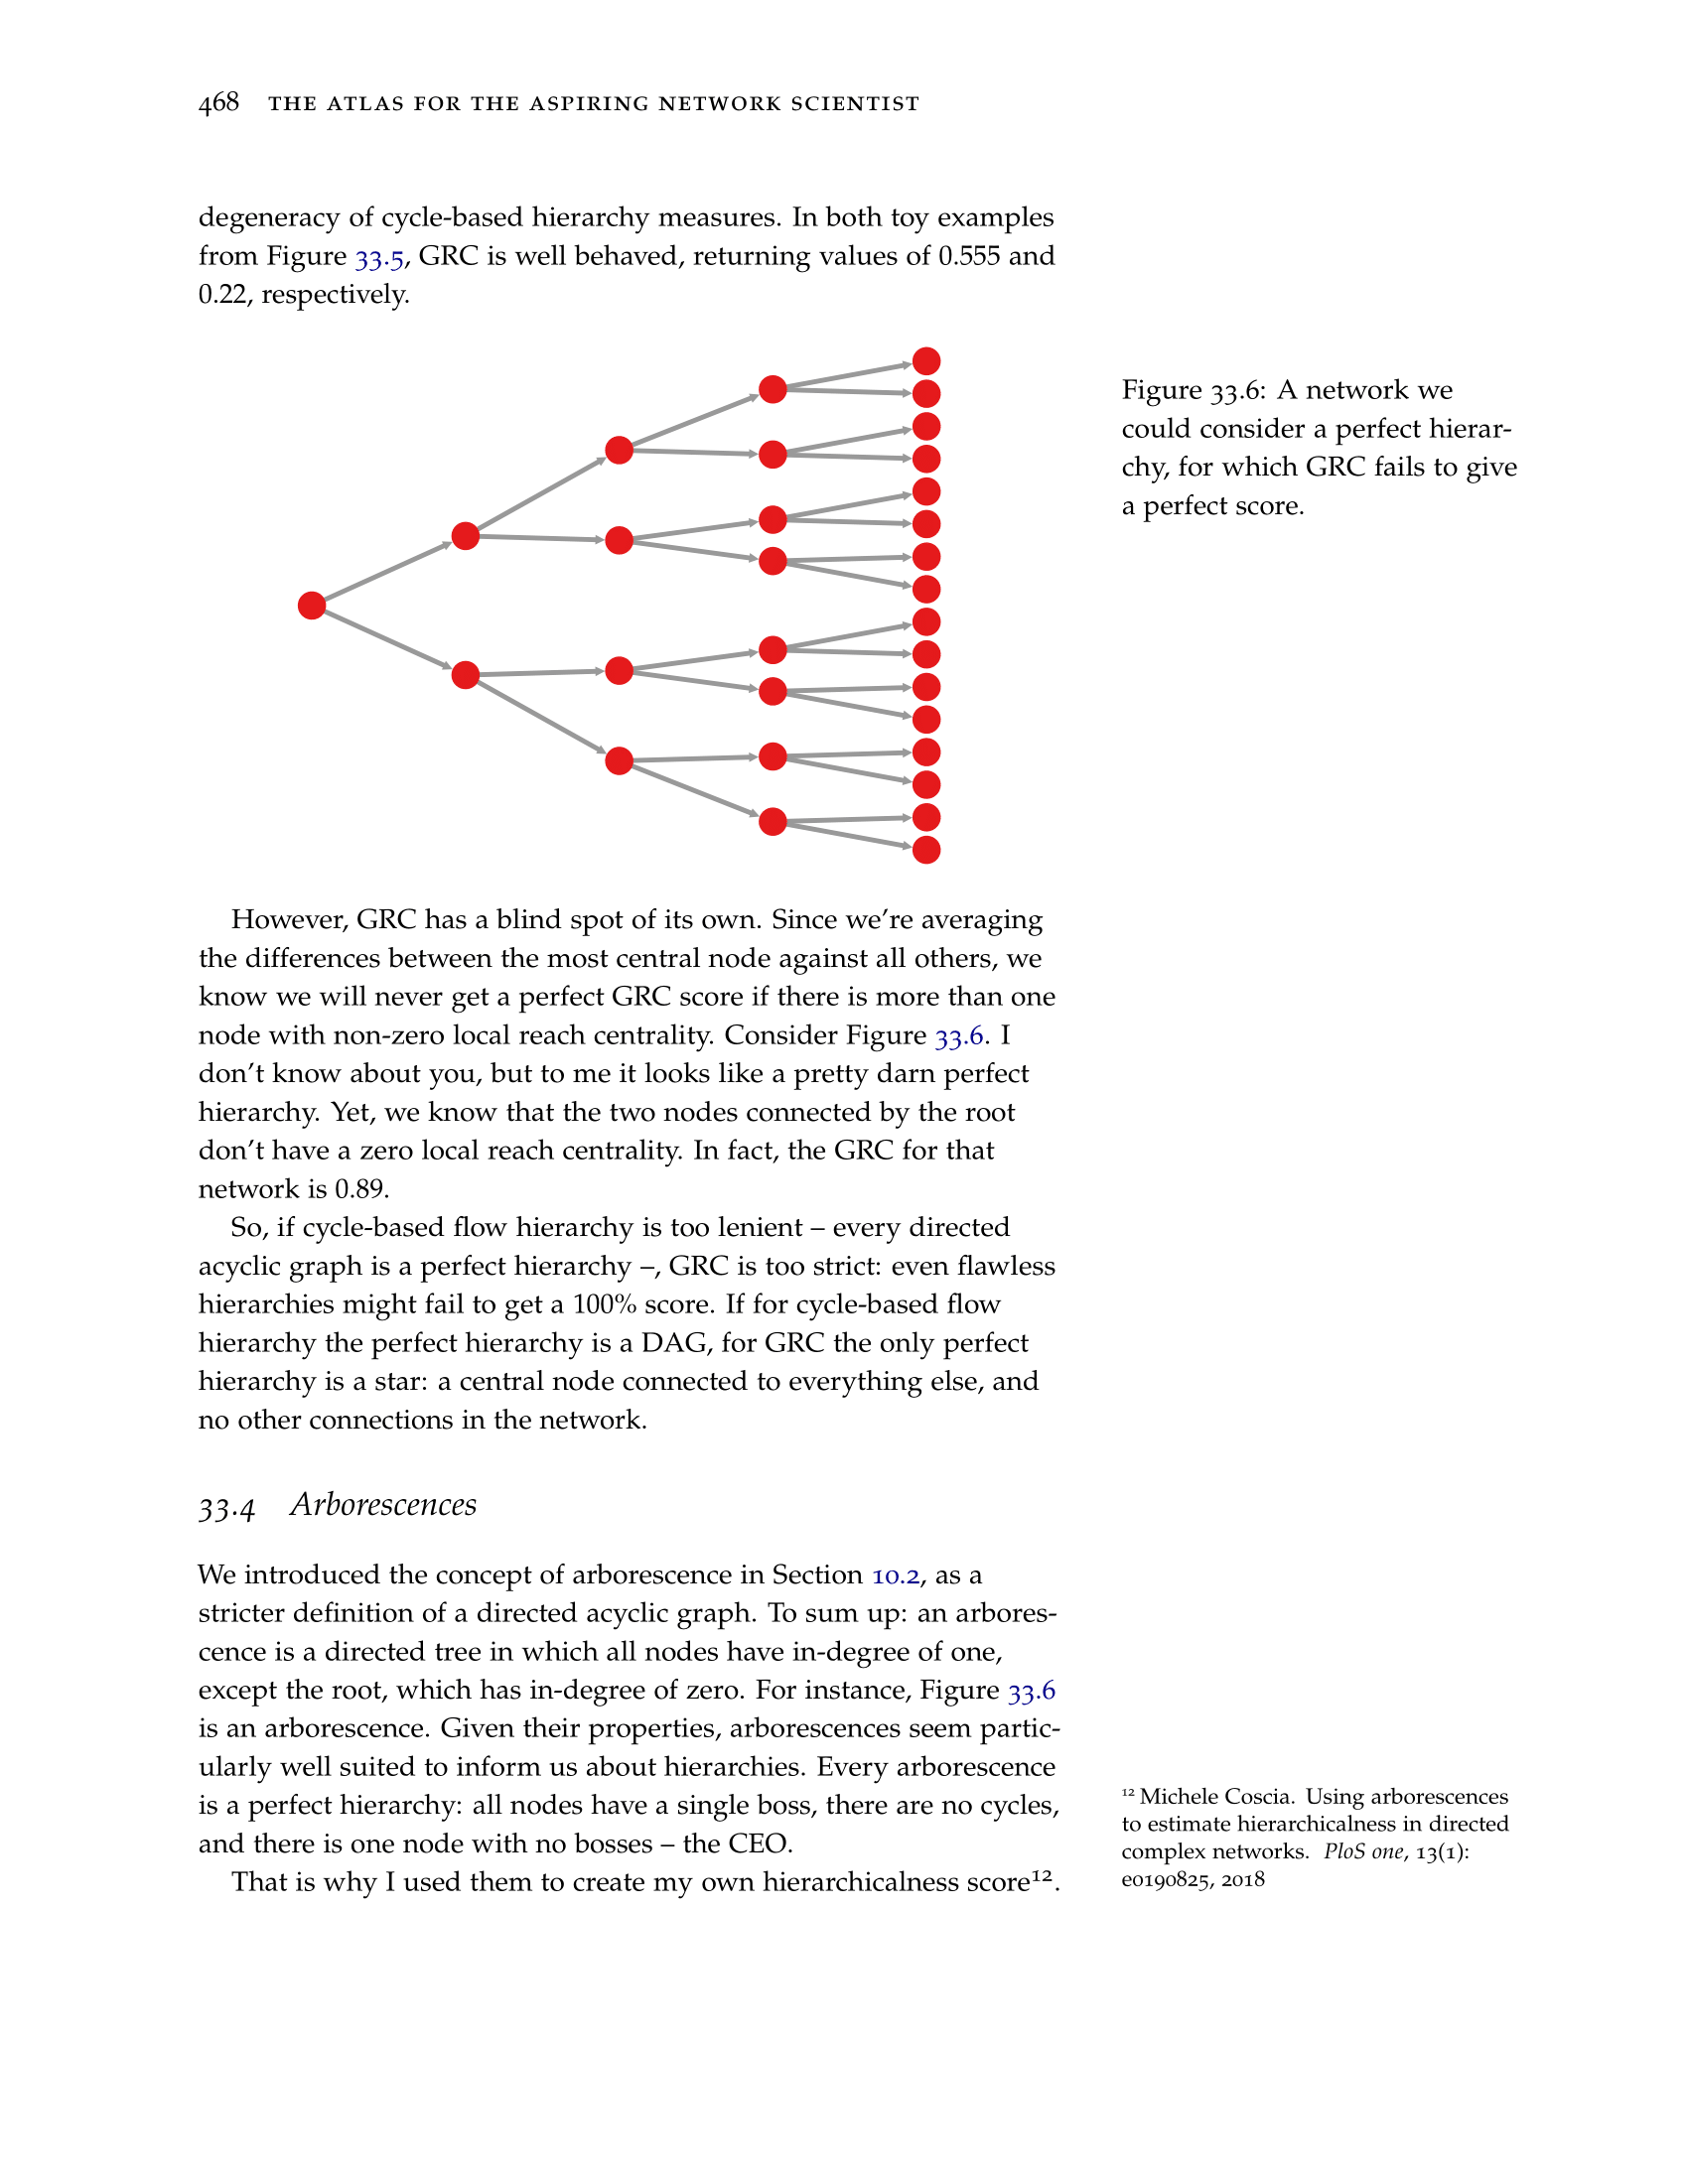 468 THE ATLAS FOR THE ASPIRING NETWORK SCIENTIST
degeneracy of cycle-based hierarchy measures. In both toy examples
from Figure 33.5, GRC is well behaved, returning values of 0.555 and
0.22, respectively.
Figure 33.6: A network we
could consider a perfect hierar-
chy, for which GRC fails to give
a perfect score.
However, GRC has a blind spot of its own. Since we're averaging
the differences between the most central node against all others, we
know we will never get a perfect GRC score if there is more than one
node with non-zero local reach centrality. Consider Figure 33.6. I
don't know about you, but to me it looks like a pretty darn perfect
hierarchy. Yet, we know that the two nodes connected by the root
don't have a zero local reach centrality. In fact, the GRC for that
network is 0.89.
So, if cycle-based flow hierarchy is too lenient – every directed
acyclic graph is a perfect hierarchy –, GRC is too strict: even flawless
hierarchies might fail to get a 100% score. If for cycle-based flow
hierarchy the perfect hierarchy is a DAG, for GRC the only perfect
hierarchy is a star: a central node connected to everything else, and
no other connections in the network.
33.4 Arborescences
We introduced the concept of arborescence in Section 10.2, as a
stricter definition of a directed acyclic graph. To sum up: an arbores-
cence is a directed tree in which all nodes have in-degree of one,
except the root, which has in-degree of zero. For instance, Figure 33.6
is an arborescence. Given their properties, arborescences seem partic-
ularly well suited to inform us about hierarchies. Every arborescence
is a perfect hierarchy: all nodes have a single boss, there are no cycles,
and there is one node with no bosses – the CEO.
That is why I used them to create my own hierarchicalness score¹².
¹² Michele Coscia. Using arborescences
to estimate hierarchicalness in directed
complex networks. PloS one, 13(1):
e0190825, 2018